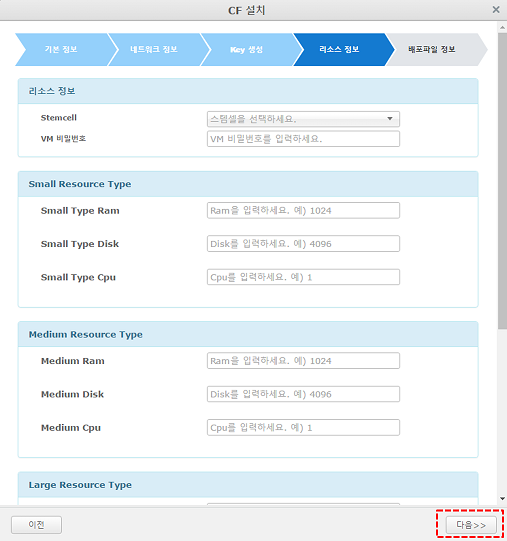 CF 설치
기본 정보
네트워크 정보
Key 생성
리소스 정보
배포파일 정보
리소스 정보
Stemcell 스템셀을 선택하세요.
VM 비밀번호 VM 비밀번호를 입력하세요.
Small Resource Type
Small Type Ram Ram을 입력하세요. 예) 1024
Small Type Disk Disk를 입력하세요. 예) 4096
Small Type Cpu Cpu를 입력하세요. 예) 1
Medium Resource Type
Medium Ram Ram을 입력하세요. 예) 1024
Medium Disk Disk를 입력하세요. 예) 4096
Medium Cpu Cpu를 입력하세요. 예) 1
Large Resource Type
이전
다음>>